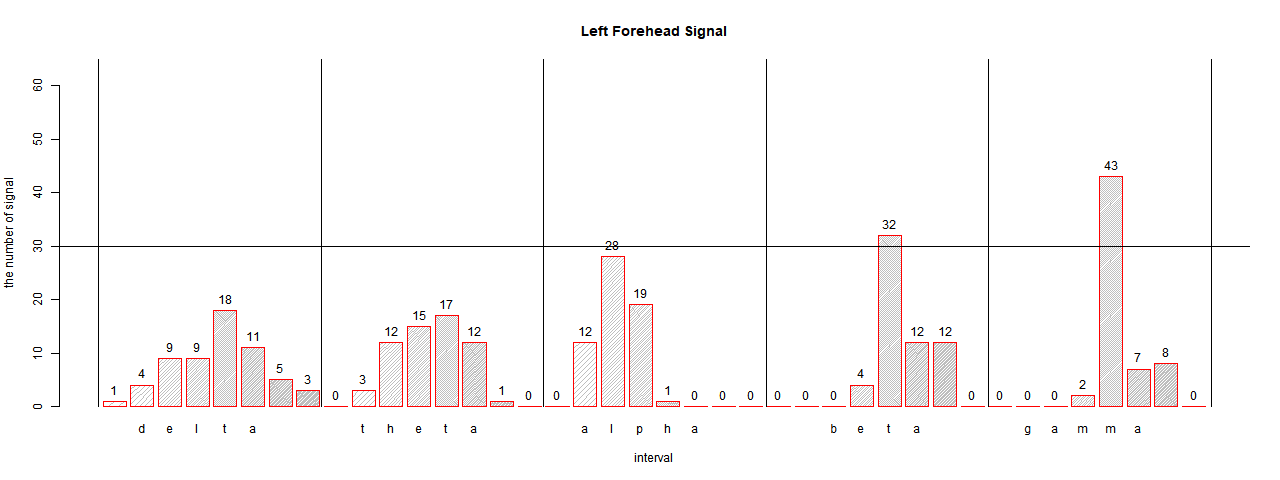 Left Forehead Signal
the number of signal
60
50
40
30
20
10
0
1 4 9 9 18 11 5 3 0 3 12 15 17 12 1 0 0 12 28 19 1 0 0 0 0 0 0 4 32 12 12 0 0 0 0 2 43 7 8 0
d e l t a t h e t a a l p h a b e t a g a m m a
interval